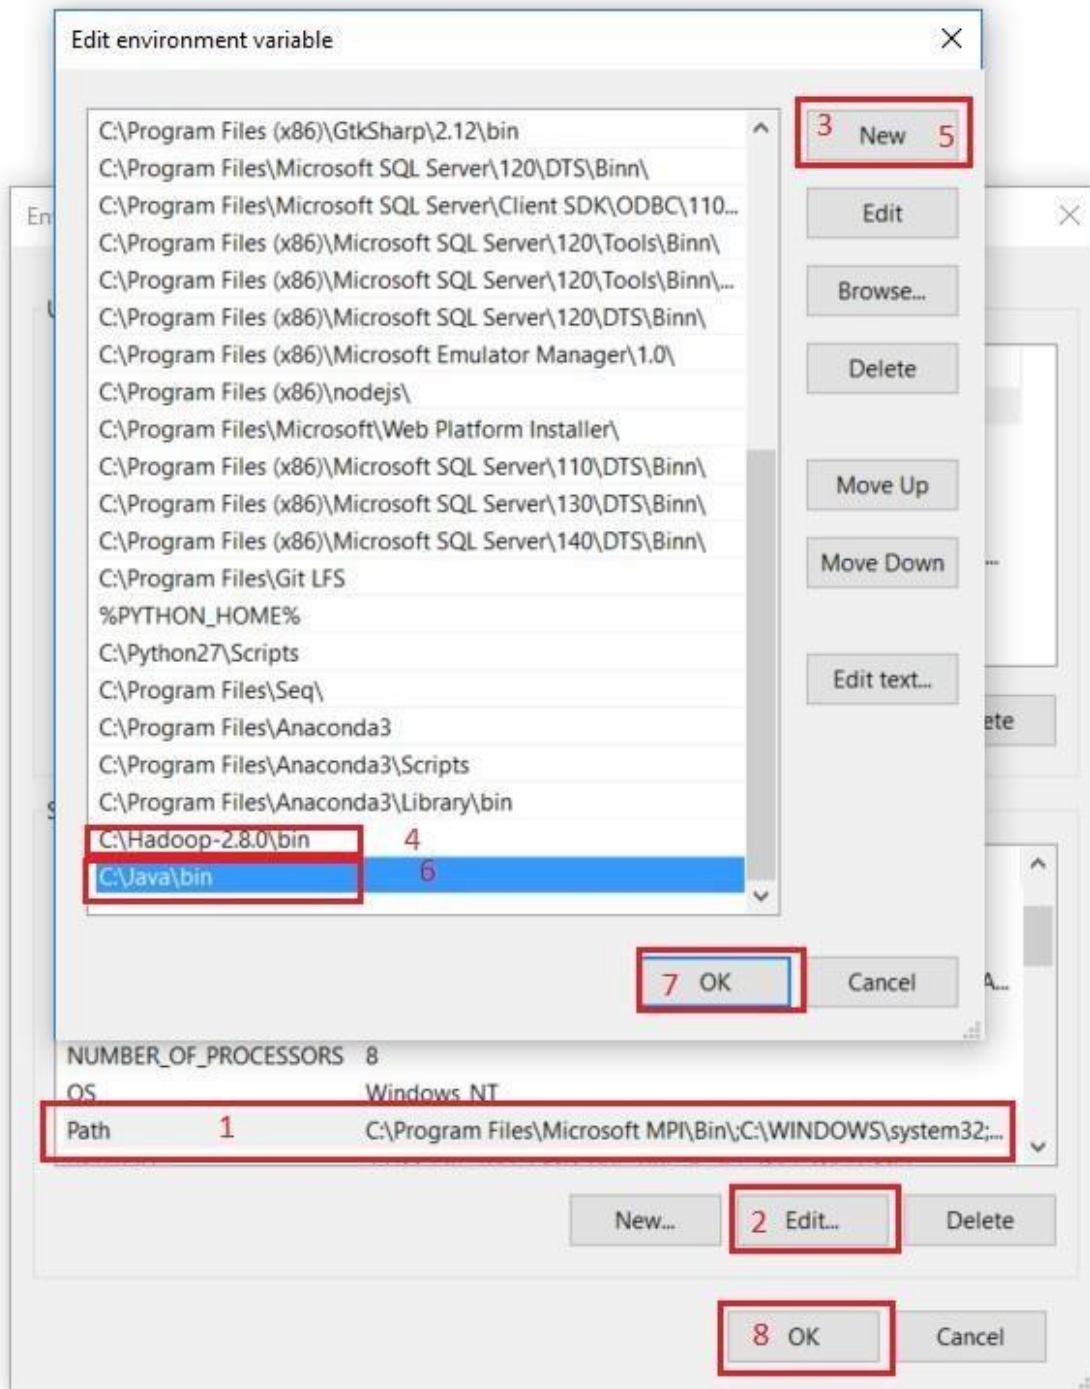 Edit environment variable
C:\Program Files (x86)\GtkSharp\2.12\bin
C:\Program Files\Microsoft SQL Server\120\DTS\Binn\
C:\Program Files\Microsoft SQL Server\Client SDK\ODBC\110...
C:\Program Files (x86)\Microsoft SQL Server\120\Tools\Binn\
C:\Program Files (x86)\Microsoft SQL Server\120\Tools\Binn\...
C:\Program Files (x86)\Microsoft SQL Server\120\DTS\Binn\
C:\Program Files (x86)\Microsoft Emulator Manager\1.0\
C:\Program Files (x86)\nodejs\
C:\Program Files\Microsoft\Web Platform Installer\
C:\Program Files (x86)\Microsoft SQL Server\110\DTS\Binn\
C:\Program Files (x86)\Microsoft SQL Server\130\DTS\Binn\
C:\Program Files (x86)\Microsoft SQL Server\140\DTS\Binn\
C:\Program Files\Git LFS
%PYTHON_HOME%
C:\Python27\Scripts
C:\Program Files\Seq\
C:\Program Files\Anaconda3
C:\Program Files\Anaconda3\Scripts
C:\Program Files\Anaconda3\Library\bin
C:\Hadoop-2.8.0\bin 4
C:\Java\bin 6
3 New 5
Edit
Browse...
Delete
Move Up
Move Down
Edit text...
7 OK
Cancel
En
ete
A...
NUMBER_OF_PROCESSORS 8
OS Windows_NT
Path 1 C:\Program Files\Microsoft MPI\Bin\;C:\WINDOWS\system32;...
New...
2 Edit...
Delete
8 OK
Cancel